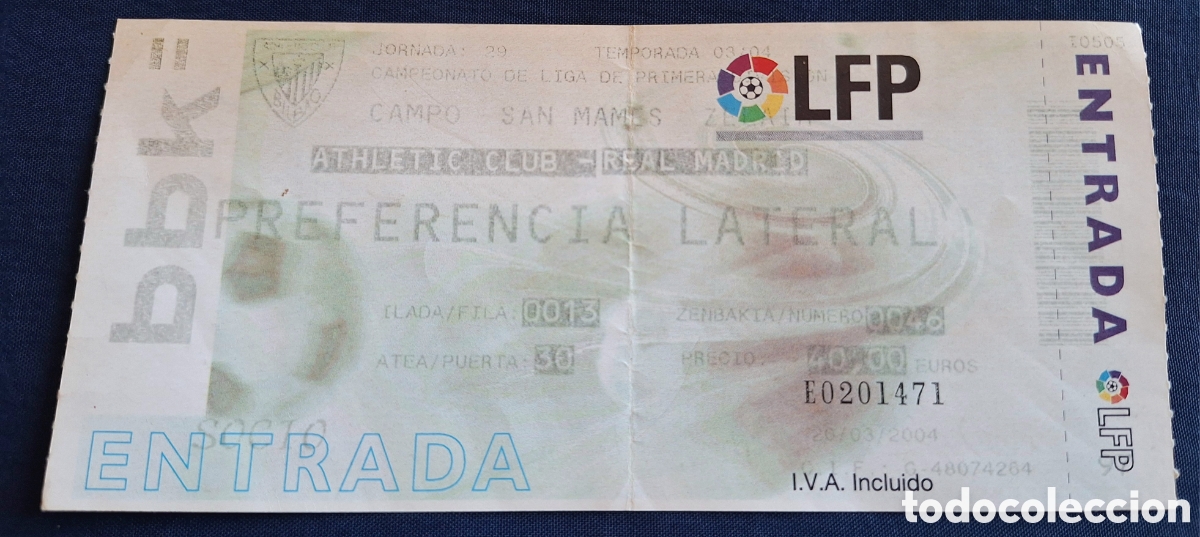 bbk
JORNADA: 29 TEMPORADA 03:04
CAMPEONATO DE LIGA DE PRIMERA
LFP
CAMPO SAN MAMES
ATHLETIC CLUB - REAL MADRID
PREFERENCIA LATERAL
ILADA/FILA: 0013 ZENBAKIA/NUMERO 0046
ATEA/PUERTA: 30 PRECIO: 40,00 EUROS
E0201471
SOCIO
26/03/2004
ENTRADA
C.I.F.: G-48074264
I.V.A. Incluido
ENTRADA
LFP
todocoleccion